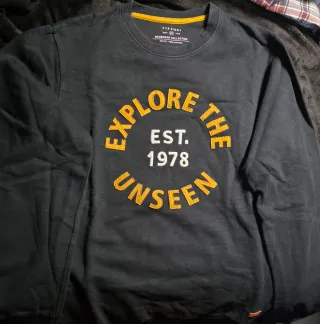 EXPLORE THE
EST.
1978
UNSEEN